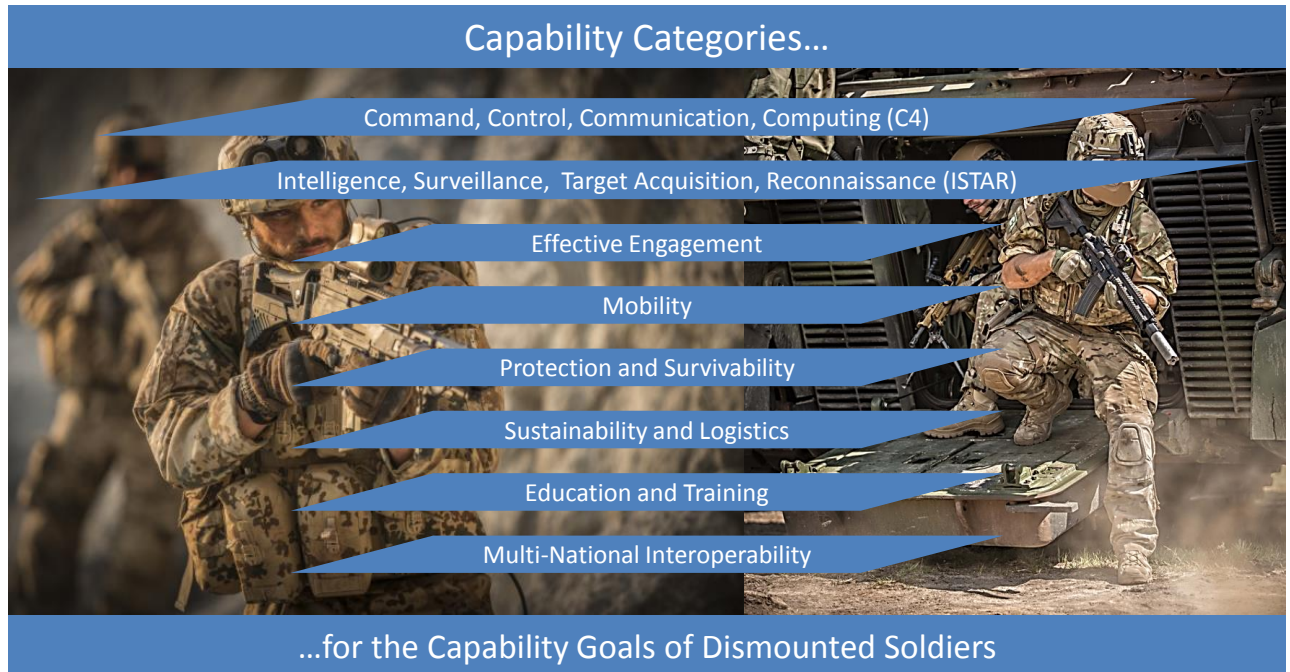 Capability Categories...
Command, Control, Communication, Computing (C4)
Intelligence, Surveillance, Target Acquisition, Reconnaissance (ISTAR)
Effective Engagement
Mobility
Protection and Survivability
Sustainability and Logistics
Education and Training
Multi-National Interoperability
...for the Capability Goals of Dismounted Soldiers